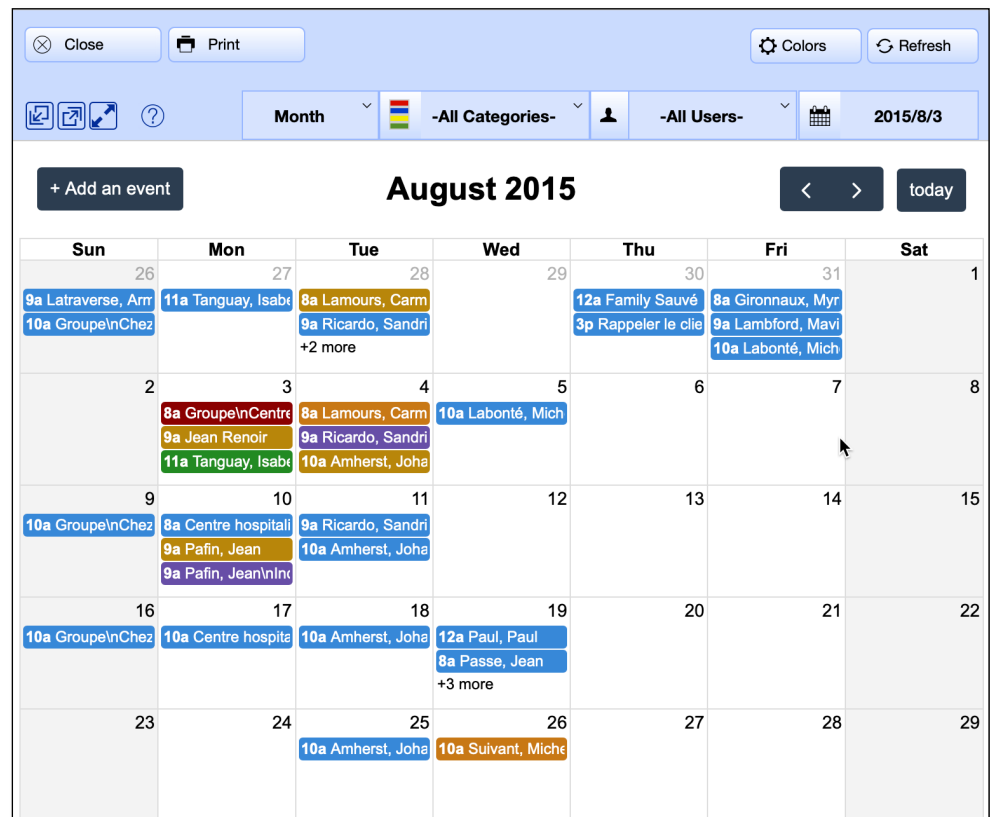 Close Print Colors Refresh
Month -All Categories- -All Users- 2015/8/3
+ Add an event August 2015 today
Sun Mon Tue Wed Thu Fri Sat
26 27 28 29 30 31 1
9a Latraverse, Arm 11a Tanguay, Isabe 8a Lamours, Carm 12a Family Sauvé 8a Gironnaux, Myr
10a Groupe\nChez 9a Ricardo, Sandri 3p Rappeler le clie 9a Lambford, Mavi
+2 more 10a Labonté, Mich
2 3 4 5 6 7 8
8a Groupe\nCentre 8a Lamours, Carm 10a Labonté, Mich
9a Jean Renoir 9a Ricardo, Sandri
11a Tanguay, Isabe 10a Amherst, Joha
9 10 11 12 13 14 15
10a Groupe\nChez 8a Centre hospitali 9a Ricardo, Sandri
9a Pafin, Jean 10a Amherst, Joha
9a Pafin, Jean\nInc
16 17 18 19 20 21 22
10a Groupe\nChez 10a Centre hospita 10a Amherst, Joha 12a Paul, Paul
8a Passe, Jean
+3 more
23 24 25 26 27 28 29
10a Amherst, Joha 10a Suivant, Miche